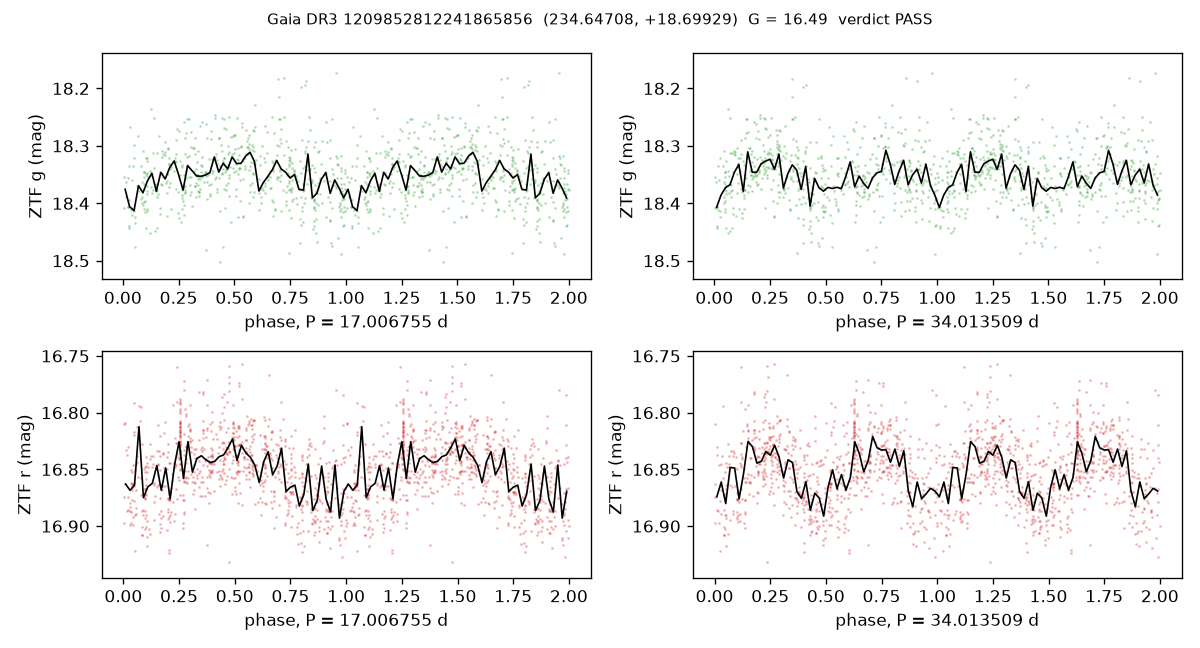 Gaia DR3 1209852812241865856  (234.64708, +18.69929)  G = 16.49  verdict PASS
ZTF g (mag)
18.2
18.3
18.4
18.5
0.00 0.25 0.50 0.75 1.00 1.25 1.50 1.75 2.00
phase, P = 17.006755 d
ZTF g (mag)
18.2
18.3
18.4
18.5
0.00 0.25 0.50 0.75 1.00 1.25 1.50 1.75 2.00
phase, P = 34.013509 d
ZTF r (mag)
16.75
16.80
16.85
16.90
0.00 0.25 0.50 0.75 1.00 1.25 1.50 1.75 2.00
phase, P = 17.006755 d
ZTF r (mag)
16.75
16.80
16.85
16.90
0.00 0.25 0.50 0.75 1.00 1.25 1.50 1.75 2.00
phase, P = 34.013509 d